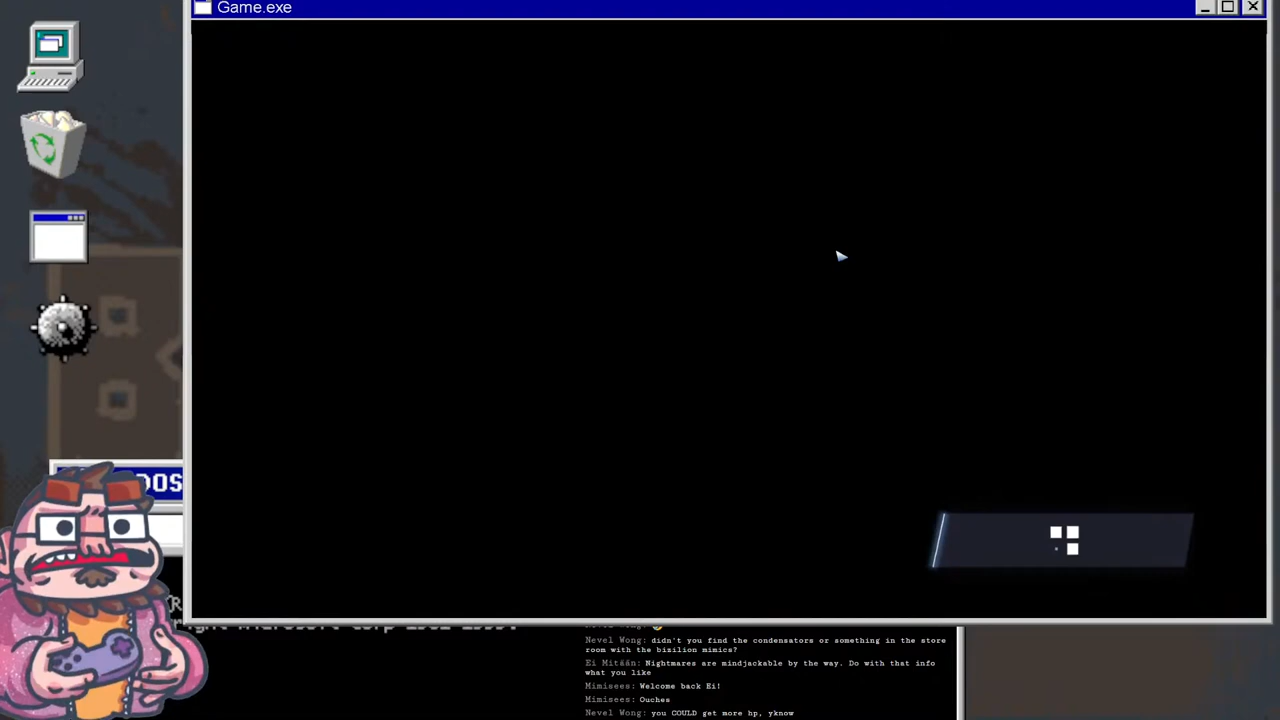 Game.exe
DOS
Nevel Wong: didn't you find the condensators or something in the store
room with the bizilion mimics?
Ei Mitään: Nightmares are mindjackable by the way. Do with that info
what you like
Mimisees: Welcome back Ei!
Mimisees: Ouches
Nevel Wong: you COULD get more hp, yknow